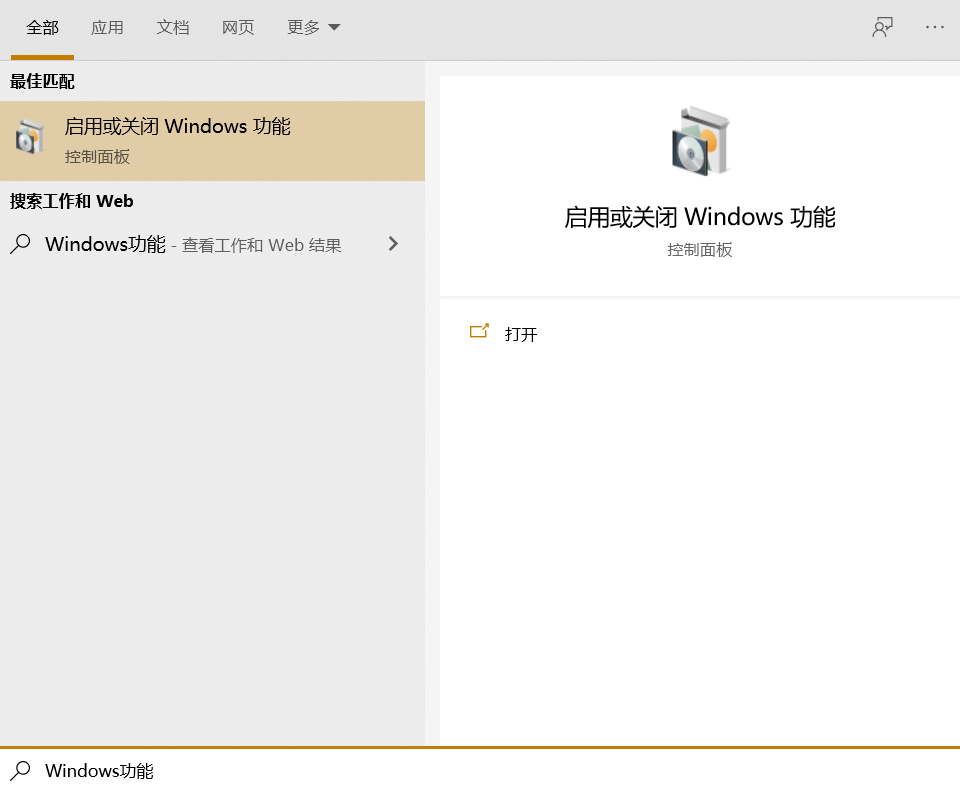 全部 应用 文档 网页 更多
最佳匹配
启用或关闭 Windows 功能
控制面板
搜索工作和 Web
Windows功能 - 查看工作和 Web 结果
启用或关闭 Windows 功能
控制面板
打开
Windows功能